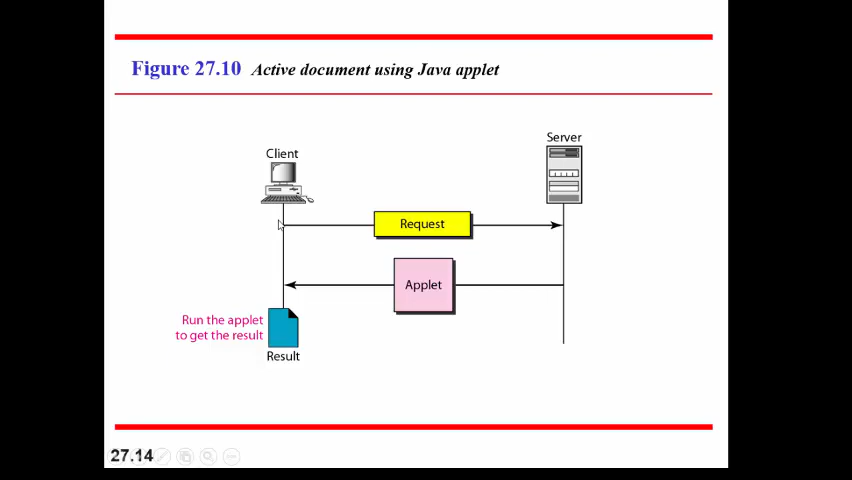 Figure 27.10 Active document using Java applet
Client
Server
Request
Applet
Run the applet
to get the result
Result
27.14